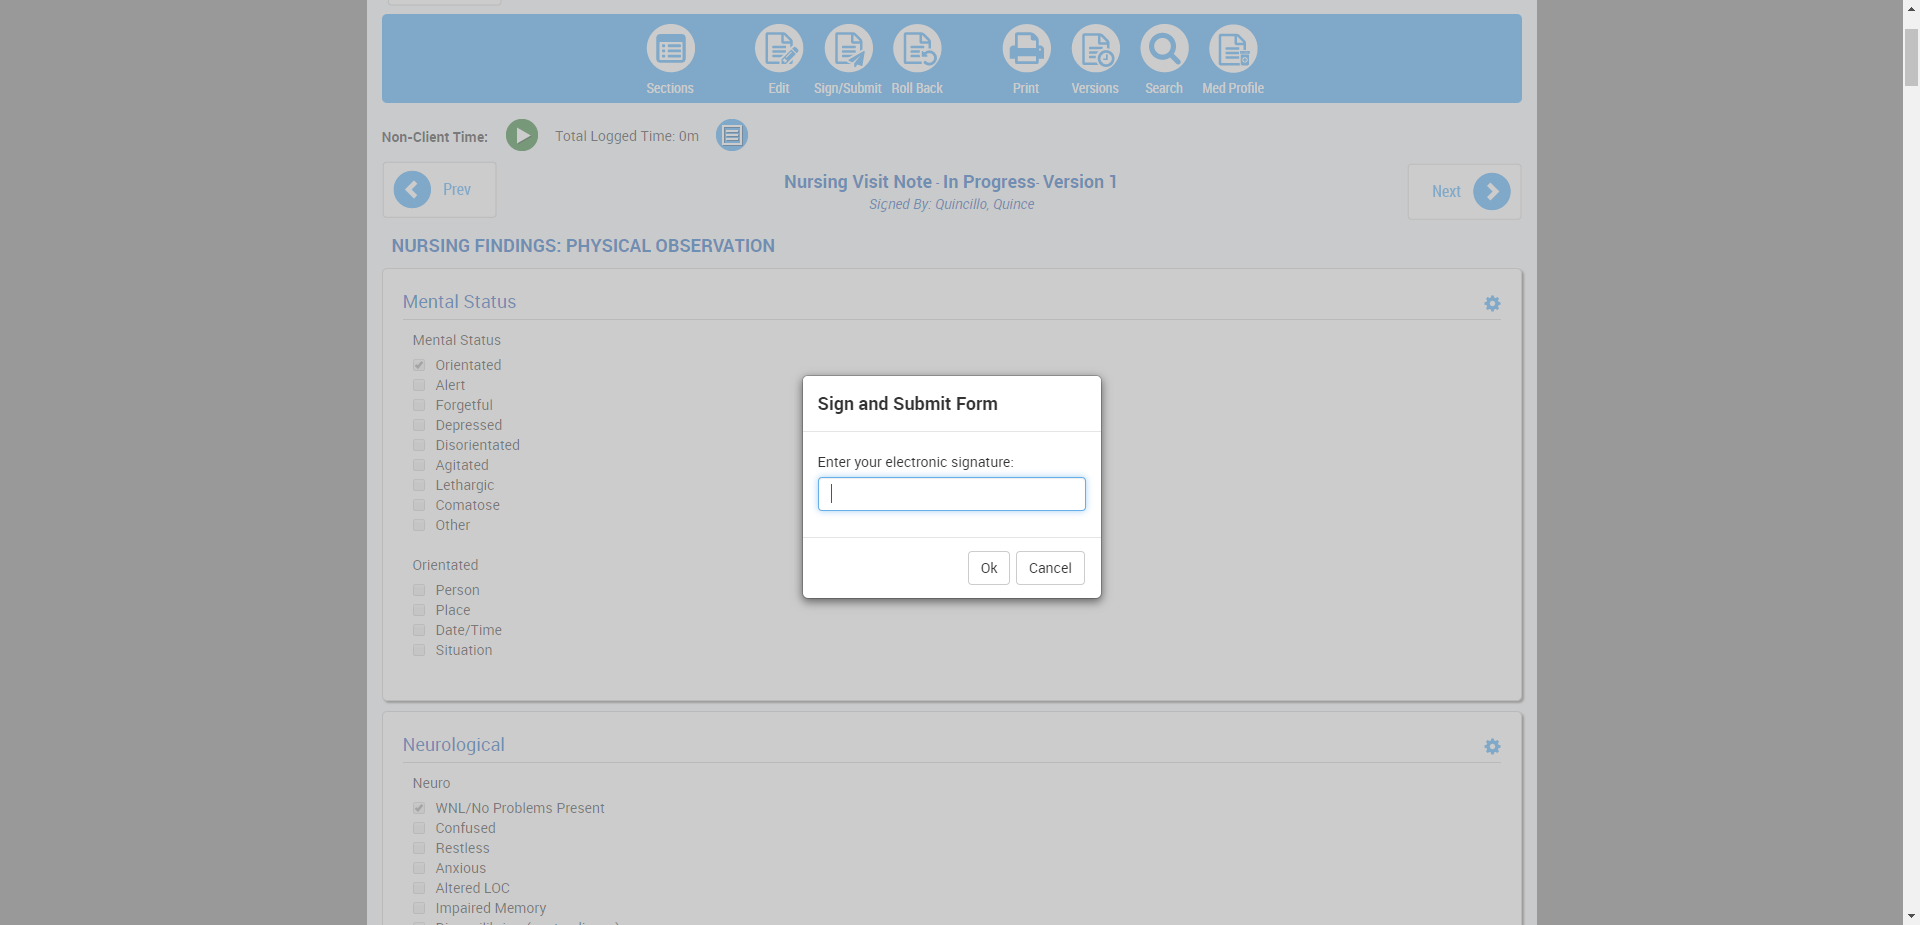 Sections
Edit
Sign/Submit
Roll Back
Print
Versions
Search
Med Profile
Non-Client Time:
Total Logged Time: 0m
Prev
Nursing Visit Note - In Progress- Version 1
Next
Signed By: Quincillo, Quince
NURSING FINDINGS: PHYSICAL OBSERVATION
Mental Status
Mental Status
Orientated
Alert
Forgetful
Depressed
Disorientated
Agitated
Lethargic
Comatose
Other
Orientated
Person
Place
Date/Time
Situation
Sign and Submit Form
Enter your electronic signature:
Ok
Cancel
Neurological
Neuro
WNL/No Problems Present
Confused
Restless
Anxious
Altered LOC
Impaired Memory